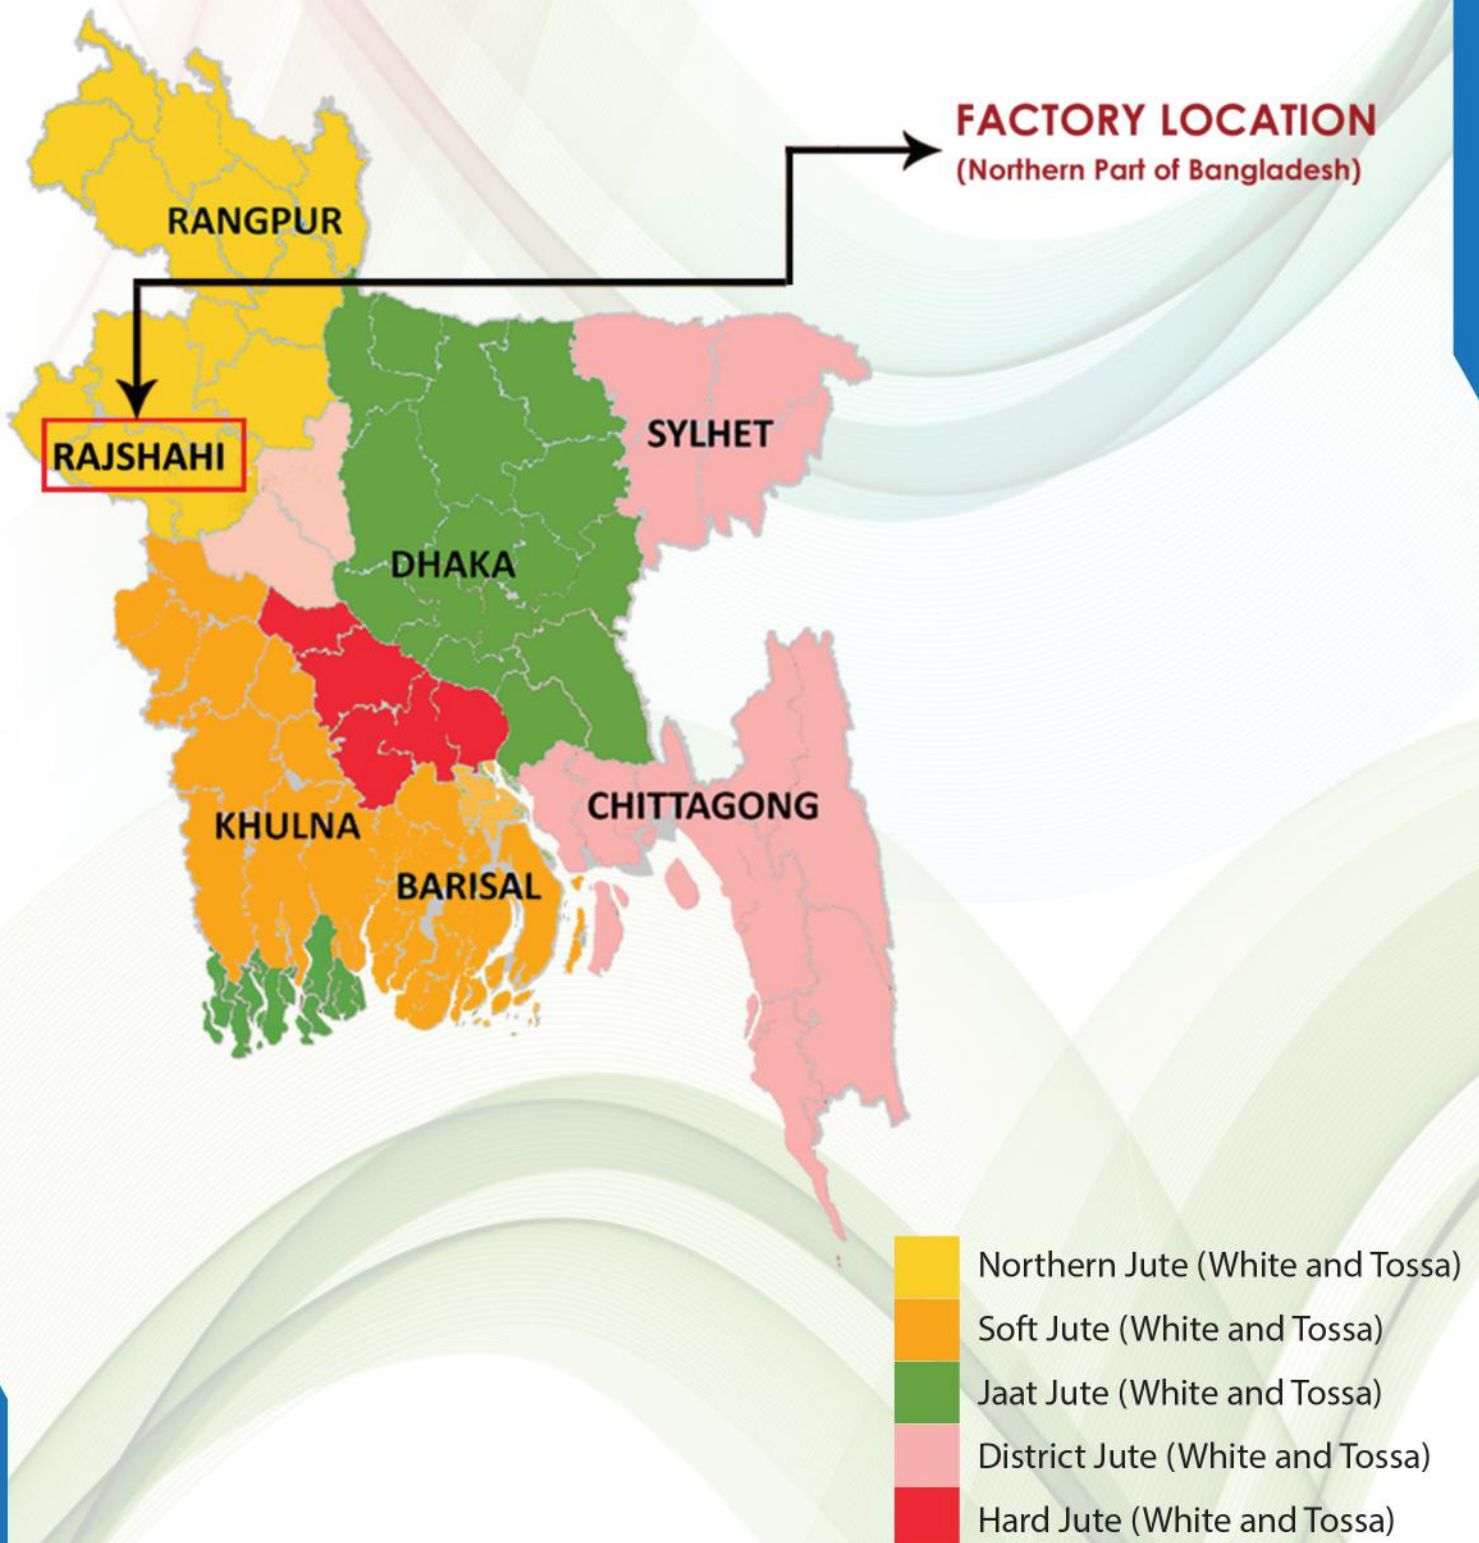 FACTORY LOCATION
(Northern Part of Bangladesh)
RANGPUR
SYLHET
RAJSHAHI
DHAKA
CHITTAGONG
KHULNA
BARISAL
Northern Jute (White and Tossa)
Soft Jute (White and Tossa)
Jaat Jute (White and Tossa)
District Jute (White and Tossa)
Hard Jute (White and Tossa)